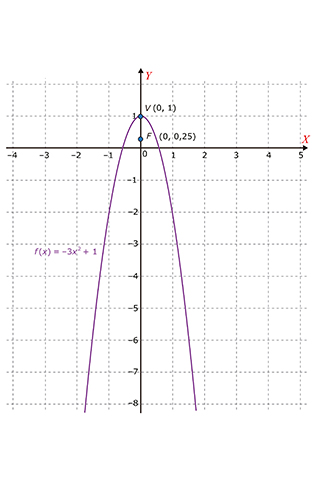 Y
V (0, 1)
1
F (0, 0,25)
X
-4 -3 -2 -1 0 1 2 3 4 5
-1
-2
-3
f(x) = -3x² + 1
-4
-5
-6
-7
-8